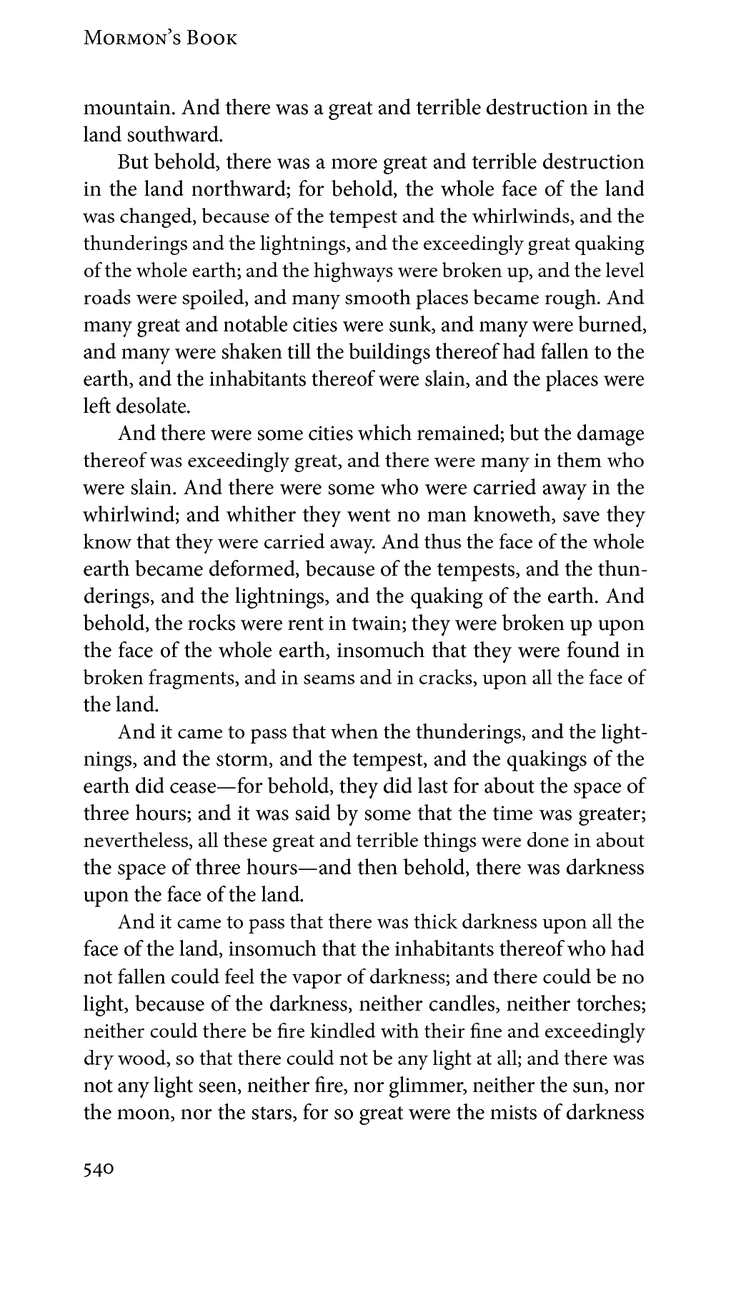 Mormon’s Book
mountain. And there was a great and terrible destruction in the
land southward.
But behold, there was a more great and terrible destruction
in the land northward; for behold, the whole face of the land
was changed, because of the tempest and the whirlwinds, and the
thunderings and the lightnings, and the exceedingly great quaking
of the whole earth; and the highways were broken up, and the level
roads were spoiled, and many smooth places became rough. And
many great and notable cities were sunk, and many were burned,
and many were shaken till the buildings thereof had fallen to the
earth, and the inhabitants thereof were slain, and the places were
left desolate.
And there were some cities which remained; but the damage
thereof was exceedingly great, and there were many in them who
were slain. And there were some who were carried away in the
whirlwind; and whither they went no man knoweth, save they
know that they were carried away. And thus the face of the whole
earth became deformed, because of the tempests, and the thun-
derings, and the lightnings, and the quaking of the earth. And
behold, the rocks were rent in twain; they were broken up upon
the face of the whole earth, insomuch that they were found in
broken fragments, and in seams and in cracks, upon all the face of
the land.
And it came to pass that when the thunderings, and the light-
nings, and the storm, and the tempest, and the quakings of the
earth did cease—for behold, they did last for about the space of
three hours; and it was said by some that the time was greater;
nevertheless, all these great and terrible things were done in about
the space of three hours—and then behold, there was darkness
upon the face of the land.
And it came to pass that there was thick darkness upon all the
face of the land, insomuch that the inhabitants thereof who had
not fallen could feel the vapor of darkness; and there could be no
light, because of the darkness, neither candles, neither torches;
neither could there be fire kindled with their fine and exceedingly
dry wood, so that there could not be any light at all; and there was
not any light seen, neither fire, nor glimmer, neither the sun, nor
the moon, nor the stars, for so great were the mists of darkness
540